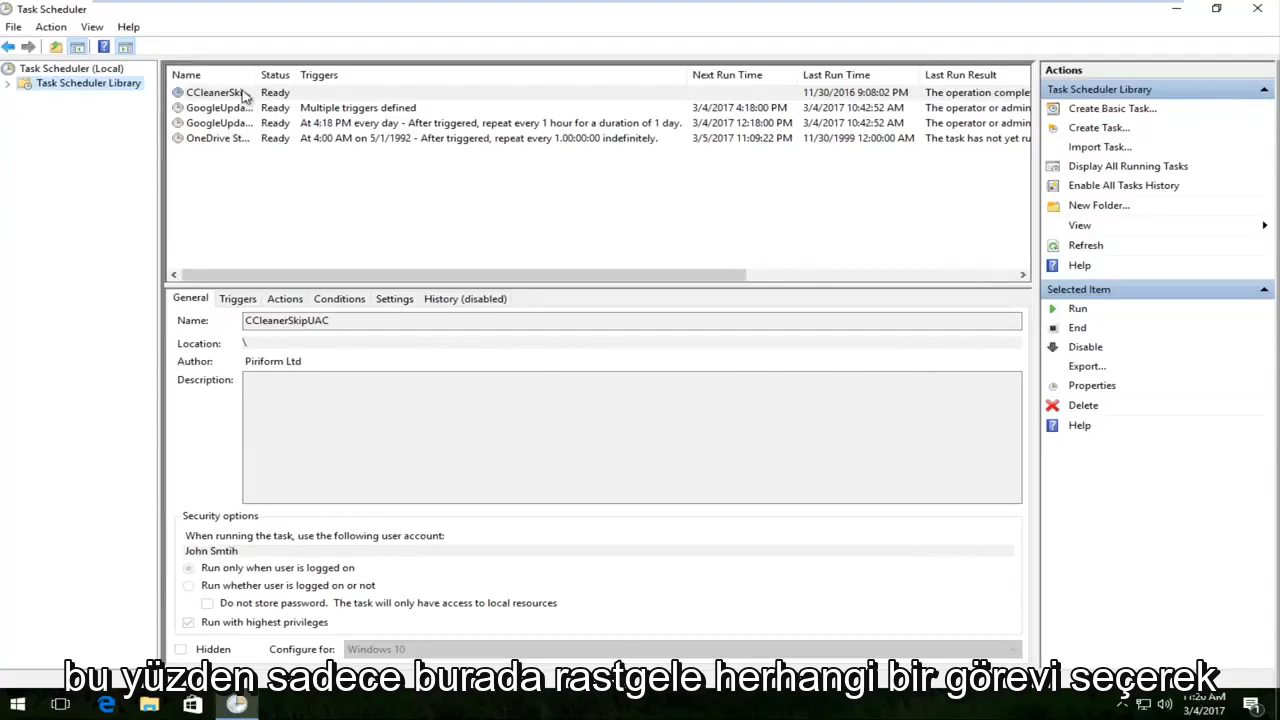 Task Scheduler
File Action View Help
Task Scheduler (Local)
Task Scheduler Library
Name Status Triggers Next Run Time Last Run Time Last Run Result
CCleanerSki Ready 11/30/2016 9:08:02 PM The operation comple
GoogleUpda... Ready Multiple triggers defined 3/4/2017 4:18:00 PM 3/4/2017 10:42:52 AM The operator or admin
GoogleUpda... Ready At 4:18 PM every day - After triggered, repeat every 1 hour for a duration of 1 day. 3/4/2017 12:18:00 PM 3/4/2017 10:42:52 AM The operator or admin
OneDrive St... Ready At 4:00 AM on 5/1/1992 - After triggered, repeat every 1.00:00:00 indefinitely. 3/5/2017 11:09:22 PM 11/30/1999 12:00:00 AM The task has not yet ru
General Triggers Actions Conditions Settings History (disabled)
Name: CCleanerSkipUAC
Location: \
Author: Piriform Ltd
Description:
Security options
When running the task, use the following user account:
John Smtih
Run only when user is logged on
Run whether user is logged on or not
Do not store password. The task will only have access to local resources
Run with highest privileges
Hidden Configure for: Windows 10
Actions
Task Scheduler Library
Create Basic Task...
Create Task...
Import Task...
Display All Running Tasks
Enable All Tasks History
New Folder...
View
Refresh
Help
Selected Item
Run
End
Disable
Export...
Properties
Delete
Help
bu yüzden sadece burada rastgele herhangi bir görevi seçerek
11:20 AM
3/4/2017